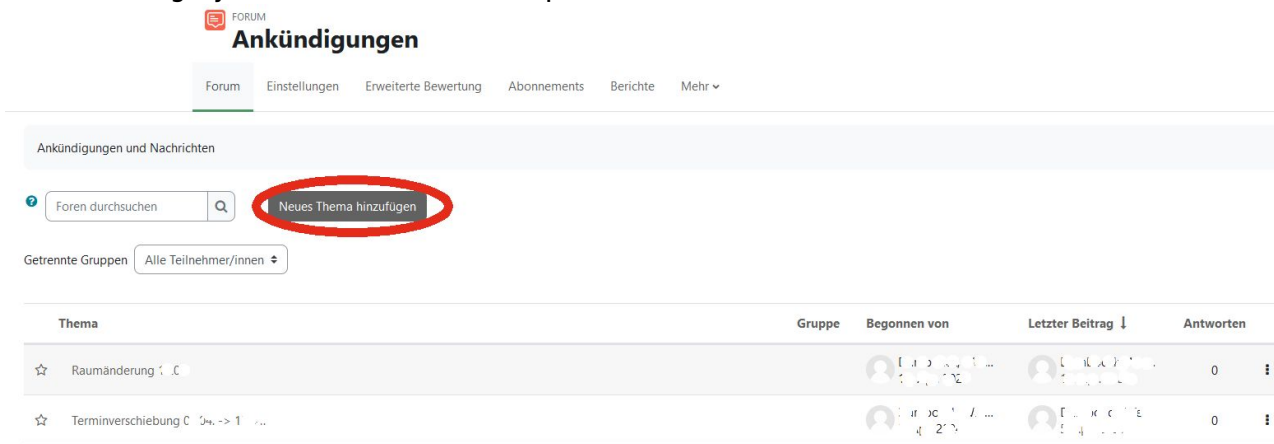 FORUM
Ankündigungen
Forum Einstellungen Erweiterte Bewertung Abonnements Berichte Mehr
Ankündigungen und Nachrichten
Foren durchsuchen Neues Thema hinzufügen
Getrennte Gruppen Alle Teilnehmer/innen
Thema Gruppe Begonnen von Letzter Beitrag Antworten
Raumänderung 0
Terminverschiebung 0